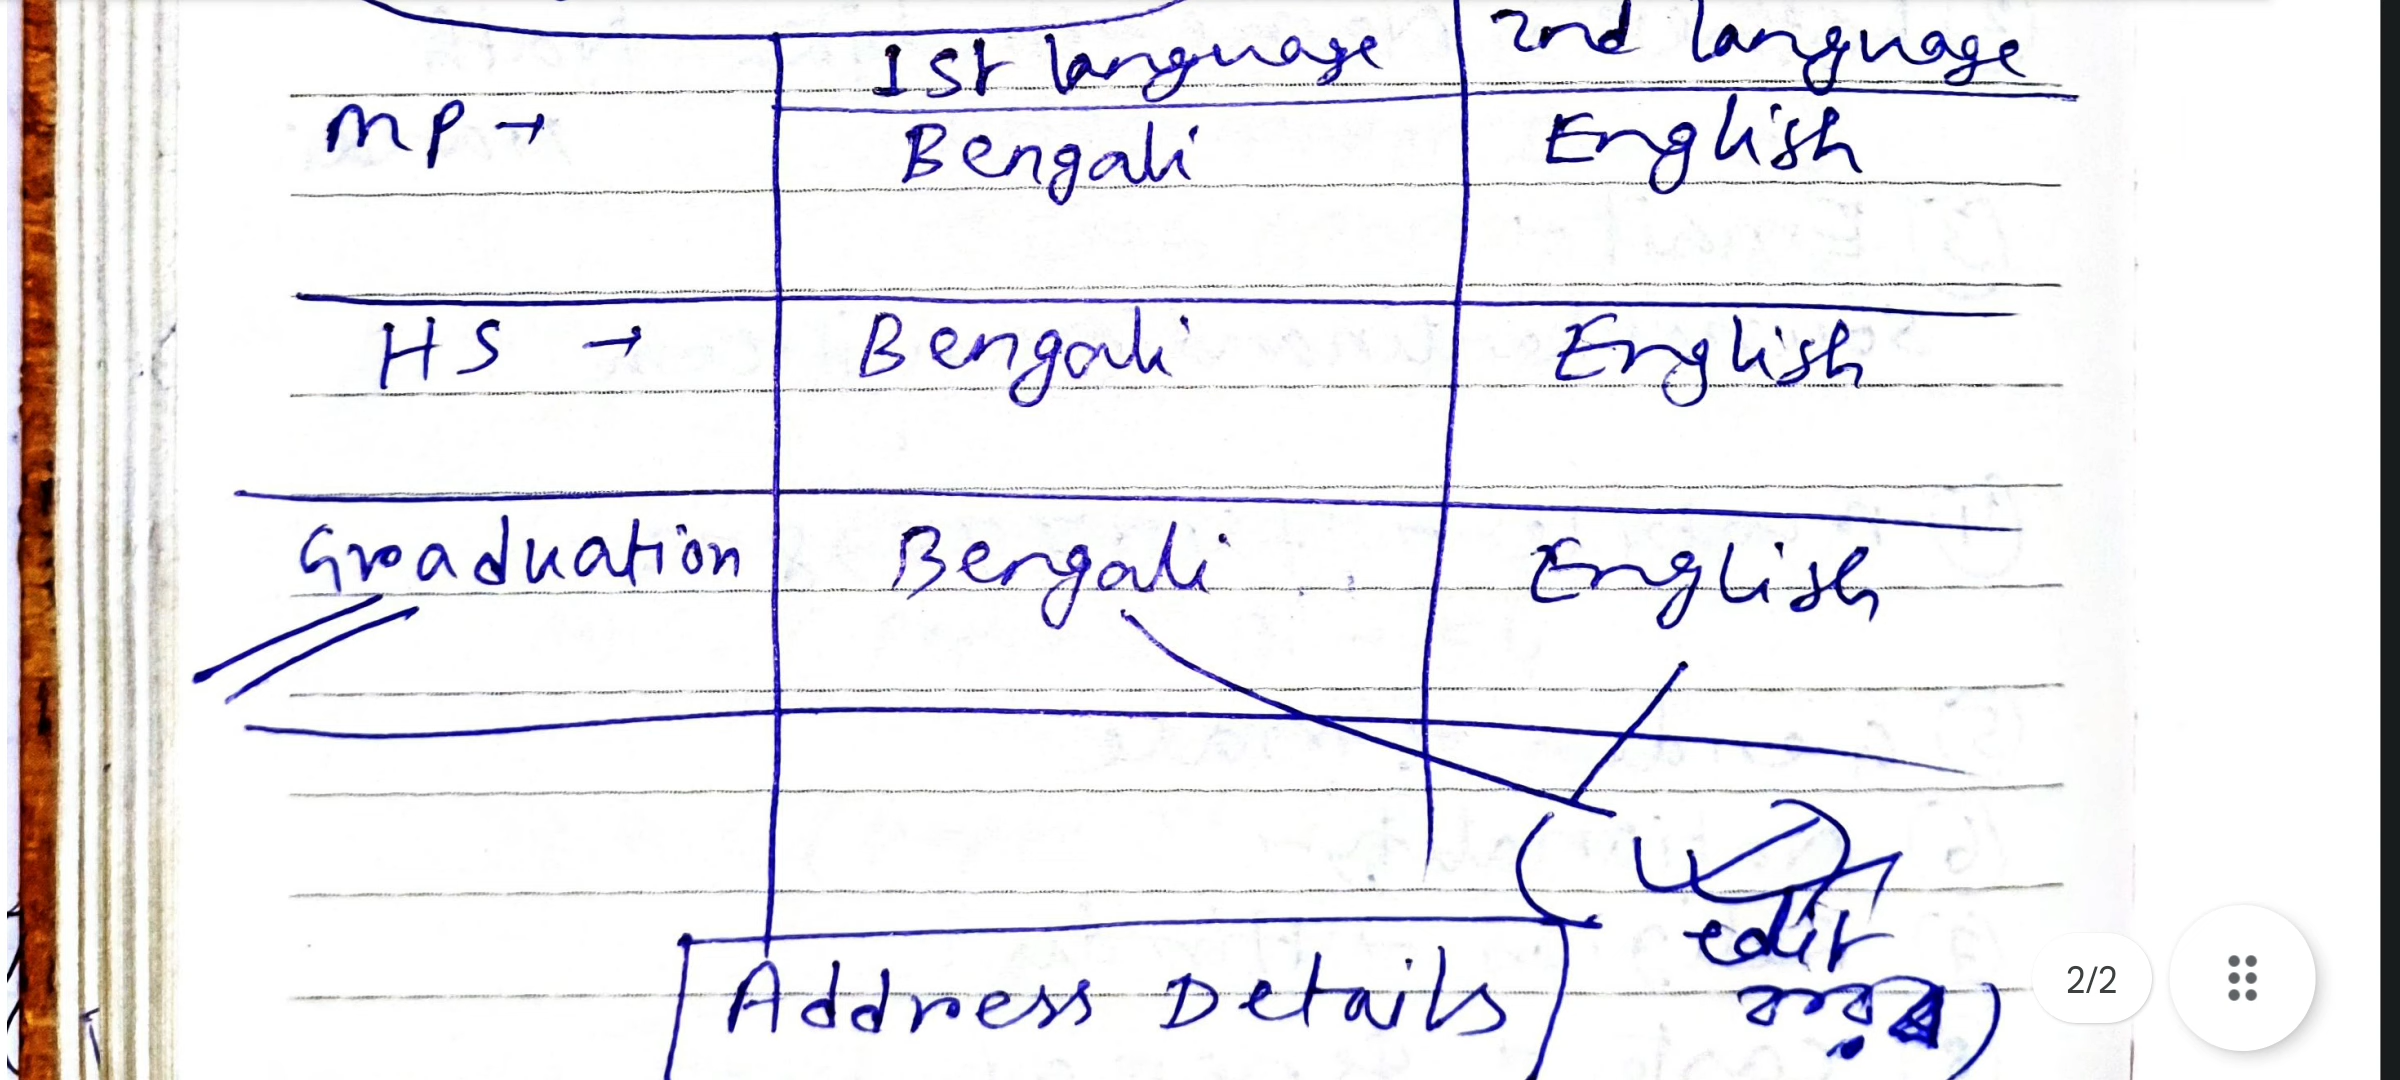 1st language 2nd language
MP → Bengali English
HS → Bengali English
Graduation Bengali English
edit
Address Details
2/2